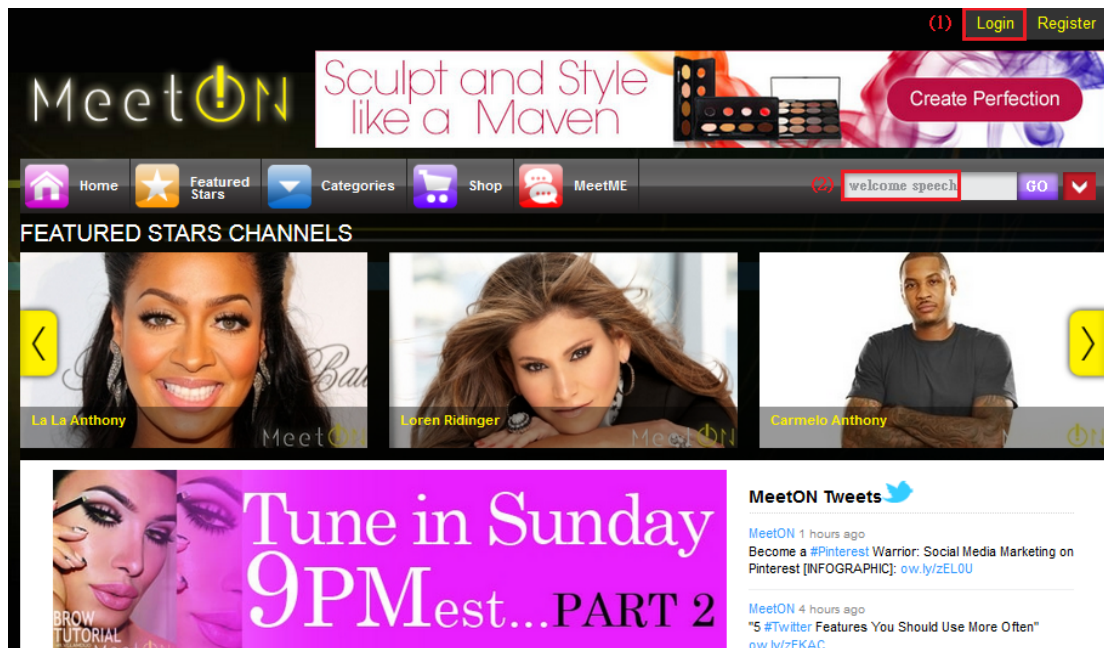 (1) Login Register
MeetON
Sculpt and Style
like a Maven
Create Perfection
Home
Featured
Stars
Categories
Shop
MeetME
(2) welcome speech GO
FEATURED STARS CHANNELS
La La Anthony
MeetON
Loren Ridinger
MeetON
Carmelo Anthony
Tune in Sunday
9PMest...PART 2
BROW
TUTORIAL
MeetON Tweets
MeetON 1 hours ago
Become a #Pinterest Warrior: Social Media Marketing on
Pinterest [INFOGRAPHIC]: ow.ly/zEL0U
MeetON 4 hours ago
"5 #Twitter Features You Should Use More Often"
ow.ly/zFKAC